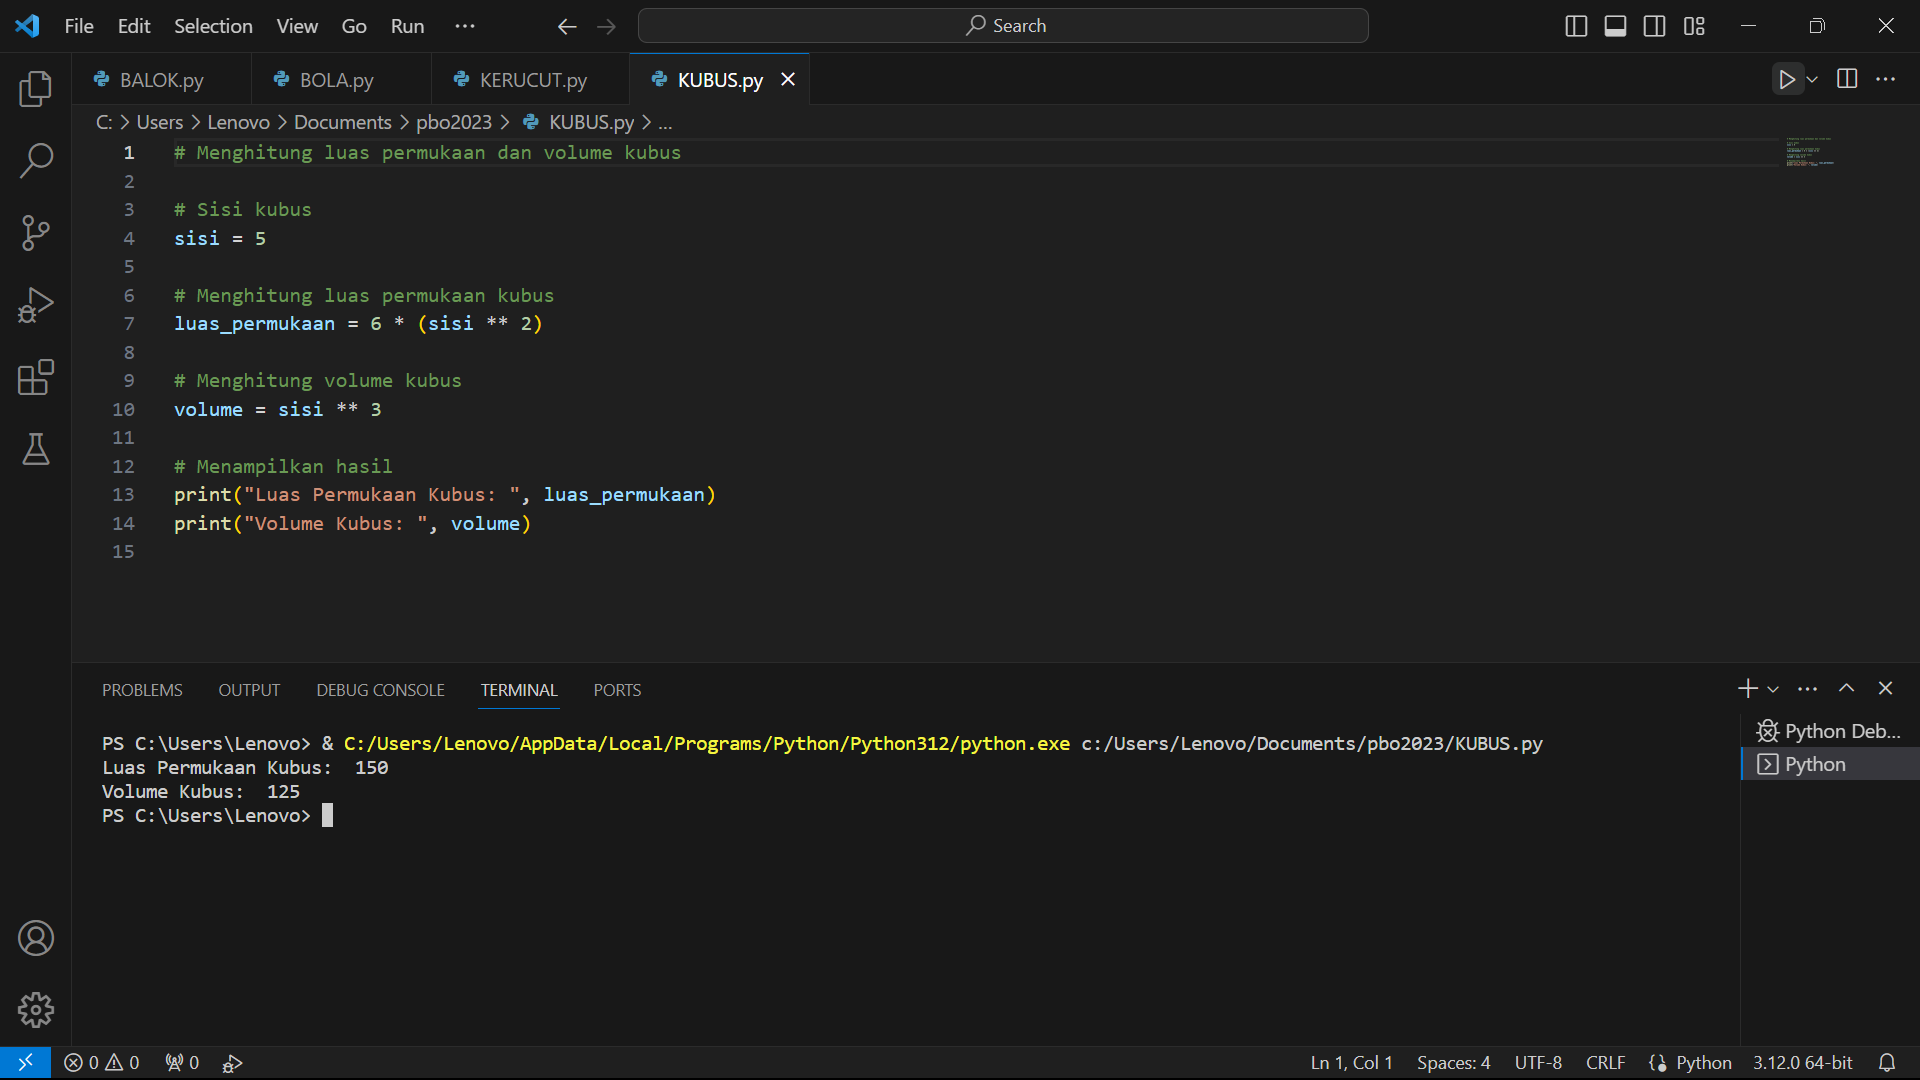 File Edit Selection View Go Run ··· Search
BALOK.py BOLA.py KERUCUT.py KUBUS.py
C: > Users > Lenovo > Documents > pbo2023 > KUBUS.py > ...
1 # Menghitung luas permukaan dan volume kubus
2
3 # Sisi kubus
4 sisi = 5
5
6 # Menghitung luas permukaan kubus
7 luas_permukaan = 6 * (sisi ** 2)
8
9 # Menghitung volume kubus
10 volume = sisi ** 3
11
12 # Menampilkan hasil
13 print("Luas Permukaan Kubus: ", luas_permukaan)
14 print("Volume Kubus: ", volume)
15
PROBLEMS OUTPUT DEBUG CONSOLE TERMINAL PORTS
PS C:\Users\Lenovo> & C:/Users/Lenovo/AppData/Local/Programs/Python/Python312/python.exe c:/Users/Lenovo/Documents/pbo2023/KUBUS.py
Luas Permukaan Kubus:  150
Volume Kubus:  125
PS C:\Users\Lenovo>
Python Deb...
Python
0 0 0 Ln 1, Col 1 Spaces: 4 UTF-8 CRLF Python 3.12.0 64-bit